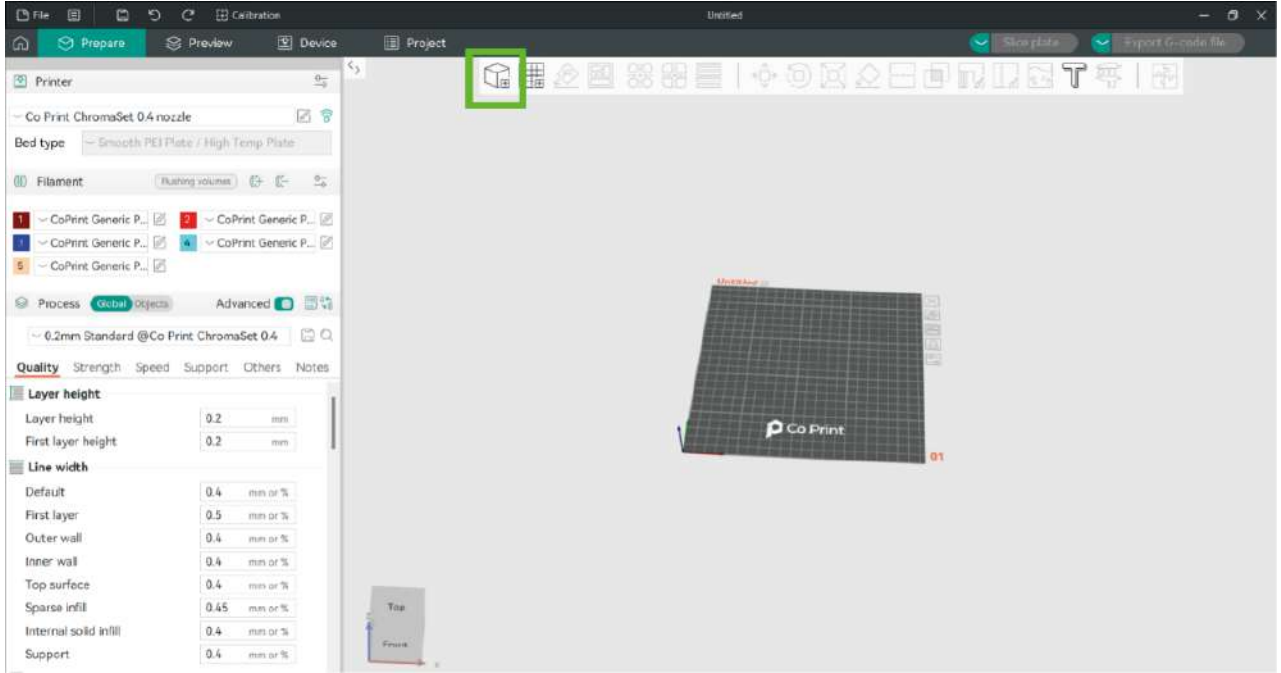 File Calibration Untitled
Prepare Preview Device Project Slice plate Export G-code file
Printer
Co Print ChromaSet 0.4 nozzle
Bed type Smooth PEI Plate / High Temp Plate
Filament Flushing volumes
1 CoPrint Generic P... 2 CoPrint Generic P...
3 CoPrint Generic P... 4 CoPrint Generic P...
5 CoPrint Generic P...
Process Global Objects Advanced
0.2mm Standard @Co Print ChromaSet 0.4
Quality Strength Speed Support Others Notes
Layer height
Layer height 0.2 mm
First layer height 0.2 mm
Line width
Default 0.4 mm or %
First layer 0.5 mm or %
Outer wall 0.4 mm or %
Inner wall 0.4 mm or %
Top surface 0.4 mm or %
Sparse infill 0.45 mm or %
Internal solid infill 0.4 mm or %
Support 0.4 mm or %
Untitled
Co Print
01
Top
Front
x